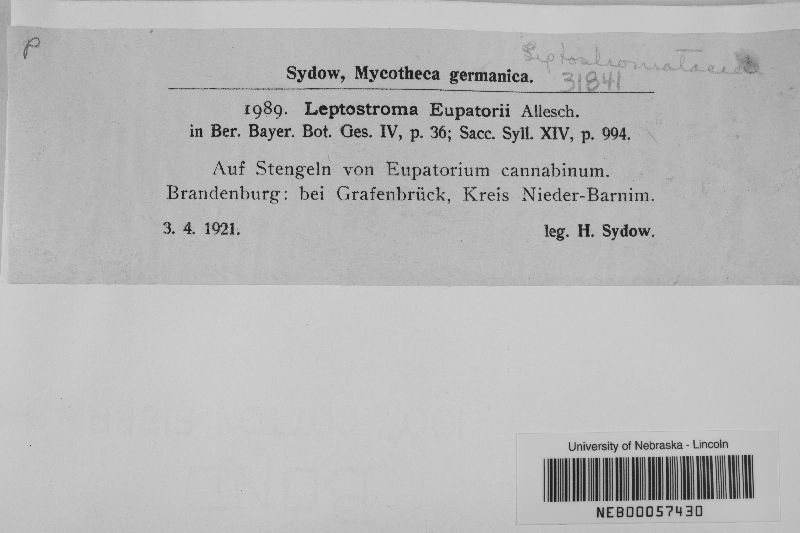 P
Leptostromataceae
Sydow, Mycotheca germanica.
31841
1989. Leptostroma Eupatorii Allesch.
in Ber. Bayer. Bot. Ges. IV, p. 36; Sacc. Syll. XIV, p. 994.
Auf Stengeln von Eupatorium cannabinum.
Brandenburg: bei Grafenbrück, Kreis Nieder-Barnim.
3. 4. 1921. leg. H. Sydow.
University of Nebraska - Lincoln
NEB00057430